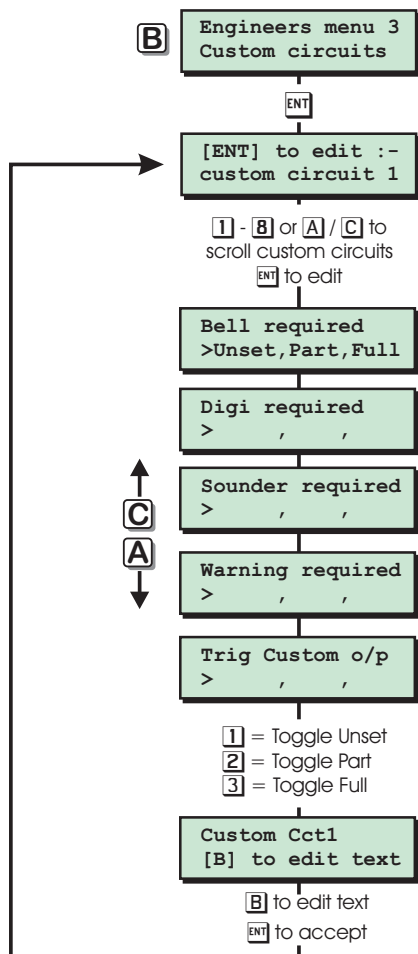 B
Engineers menu 3
Custom circuits
ENT
[ENT] to edit :-
custom circuit 1
1 - 8 or A / C to
scroll custom circuits
ENT to edit
Bell required
>Unset,Part,Full
Digi required
> , ,
Sounder required
> , ,
C
A
Warning required
> , ,
Trig Custom o/p
> , ,
1 = Toggle Unset
2 = Toggle Part
3 = Toggle Full
Custom Cct1
[B] to edit text
B to edit text
ENT to accept